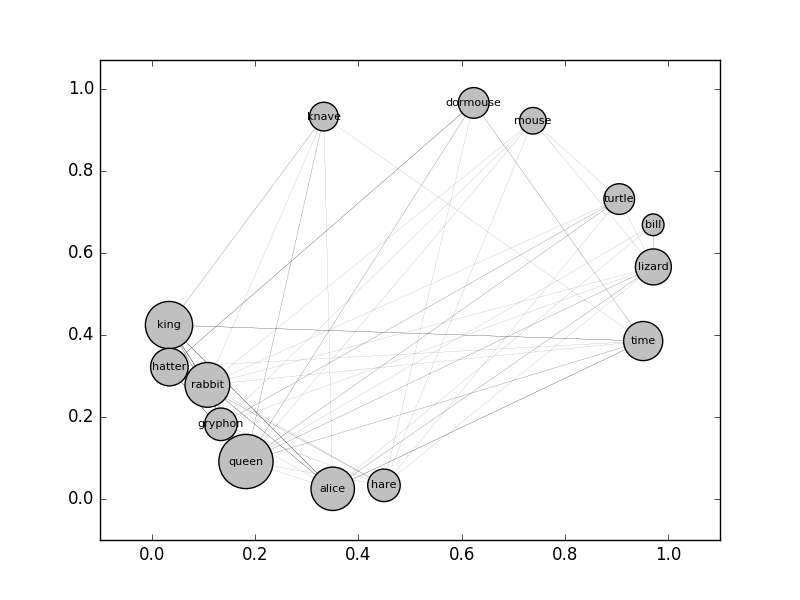 1.0
0.8
0.6
0.4
0.2
0.0
knave
dormouse
mouse
turtle
bill
lizard
king
time
hatter
rabbit
gryphon
queen
alice
hare
0.0 0.2 0.4 0.6 0.8 1.0